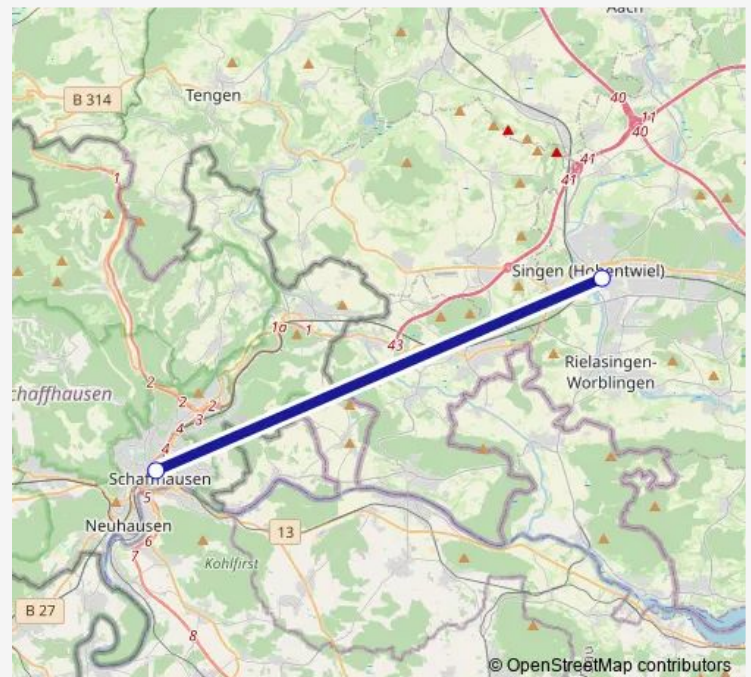 Aach
40
11
40
B 314
Tengen
41
41
1
Singen (Hohentwiel)
1a
1
43
Rielasingen-
Worblingen
chaffhausen
2
2
2
3
4
4
Schaffhausen
5
Neuhausen
6
13
7
Kohlfirst
B 27
8
© OpenStreetMap contributors